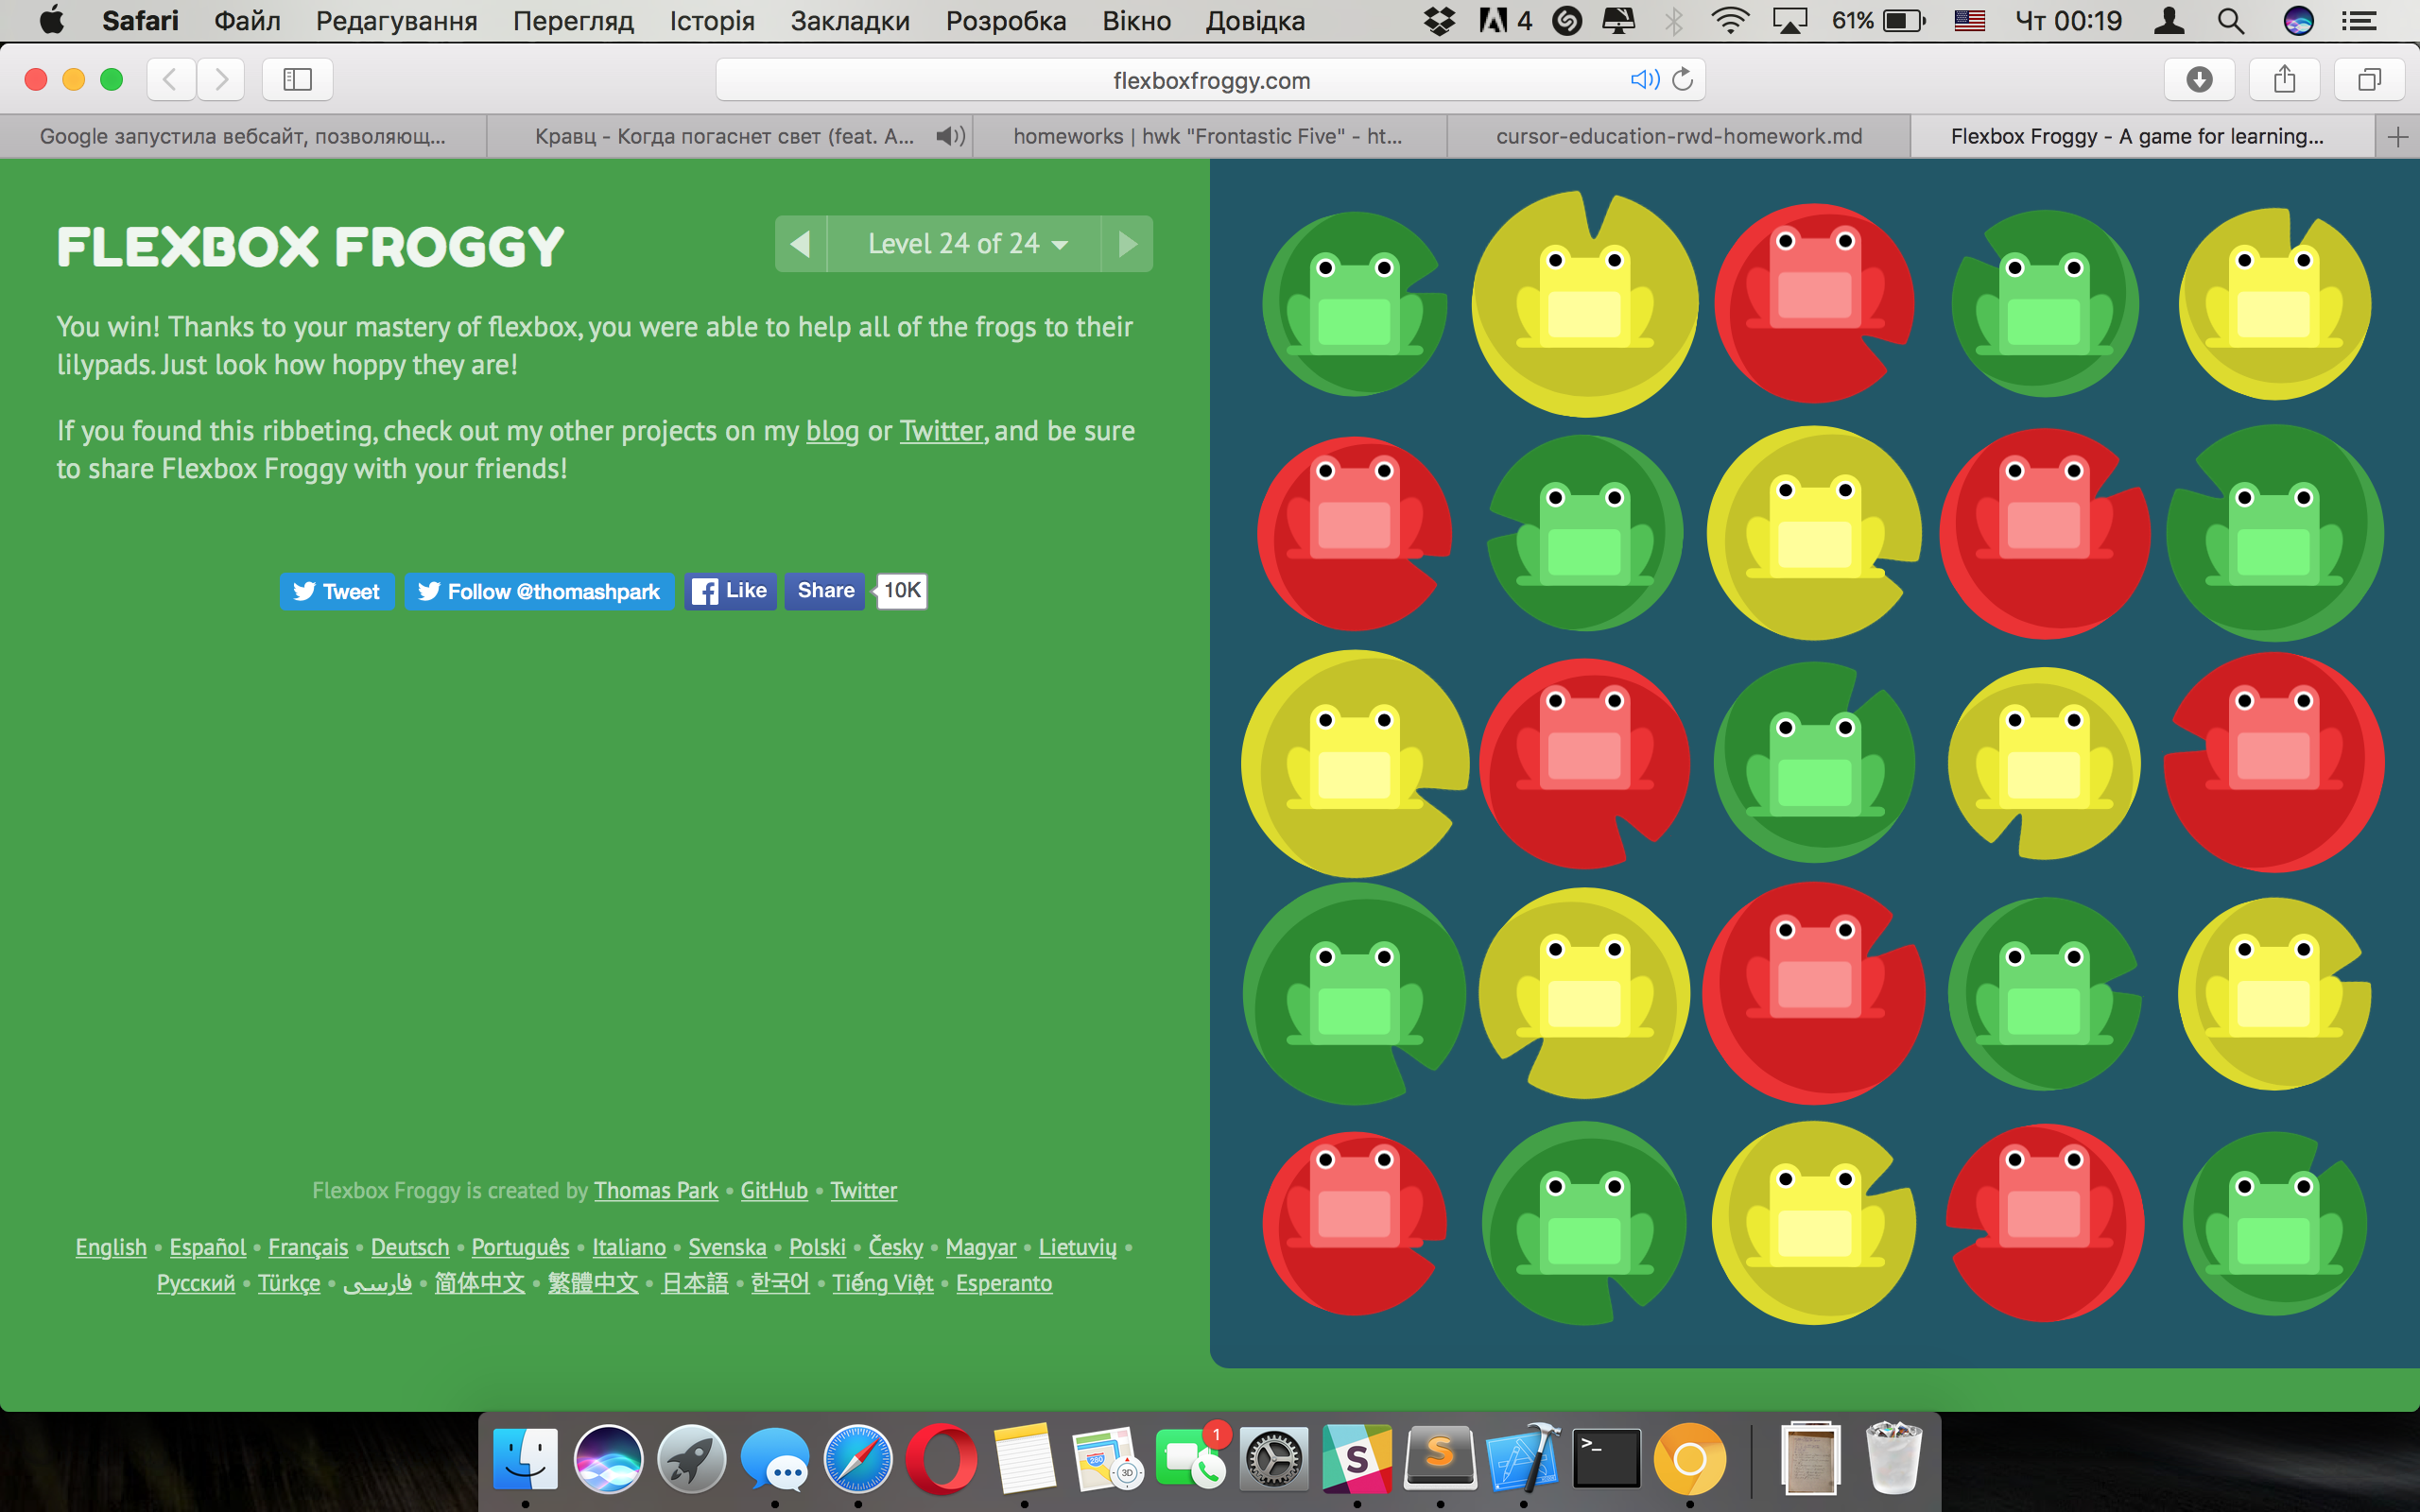 Safari Файл Редагування Перегляд Історія Закладки Розробка Вікно Довідка 4 61% Чт 00:19
flexboxfroggy.com
Google запустила вебсайт, позволяющ... Кравц - Когда погаснет свет (feat. А... homeworks | hwk "Frontastic Five" - ht... cursor-education-rwd-homework.md Flexbox Froggy - A game for learning...
FLEXBOX FROGGY
Level 24 of 24
You win! Thanks to your mastery of flexbox, you were able to help all of the frogs to their
lilypads. Just look how hoppy they are!
If you found this ribbeting, check out my other projects on my blog or Twitter, and be sure
to share Flexbox Froggy with your friends!
Tweet Follow @thomashpark Like Share 10K
Flexbox Froggy is created by Thomas Park • GitHub • Twitter
English • Español • Français • Deutsch • Português • Italiano • Svenska • Polski • Česky • Magyar • Lietuvių •
Русский • Türkçe • فارسی • 简体中文 • 繁體中文 • 日本語 • 한국어 • Tiếng Việt • Esperanto
280 3D 1 S S >_